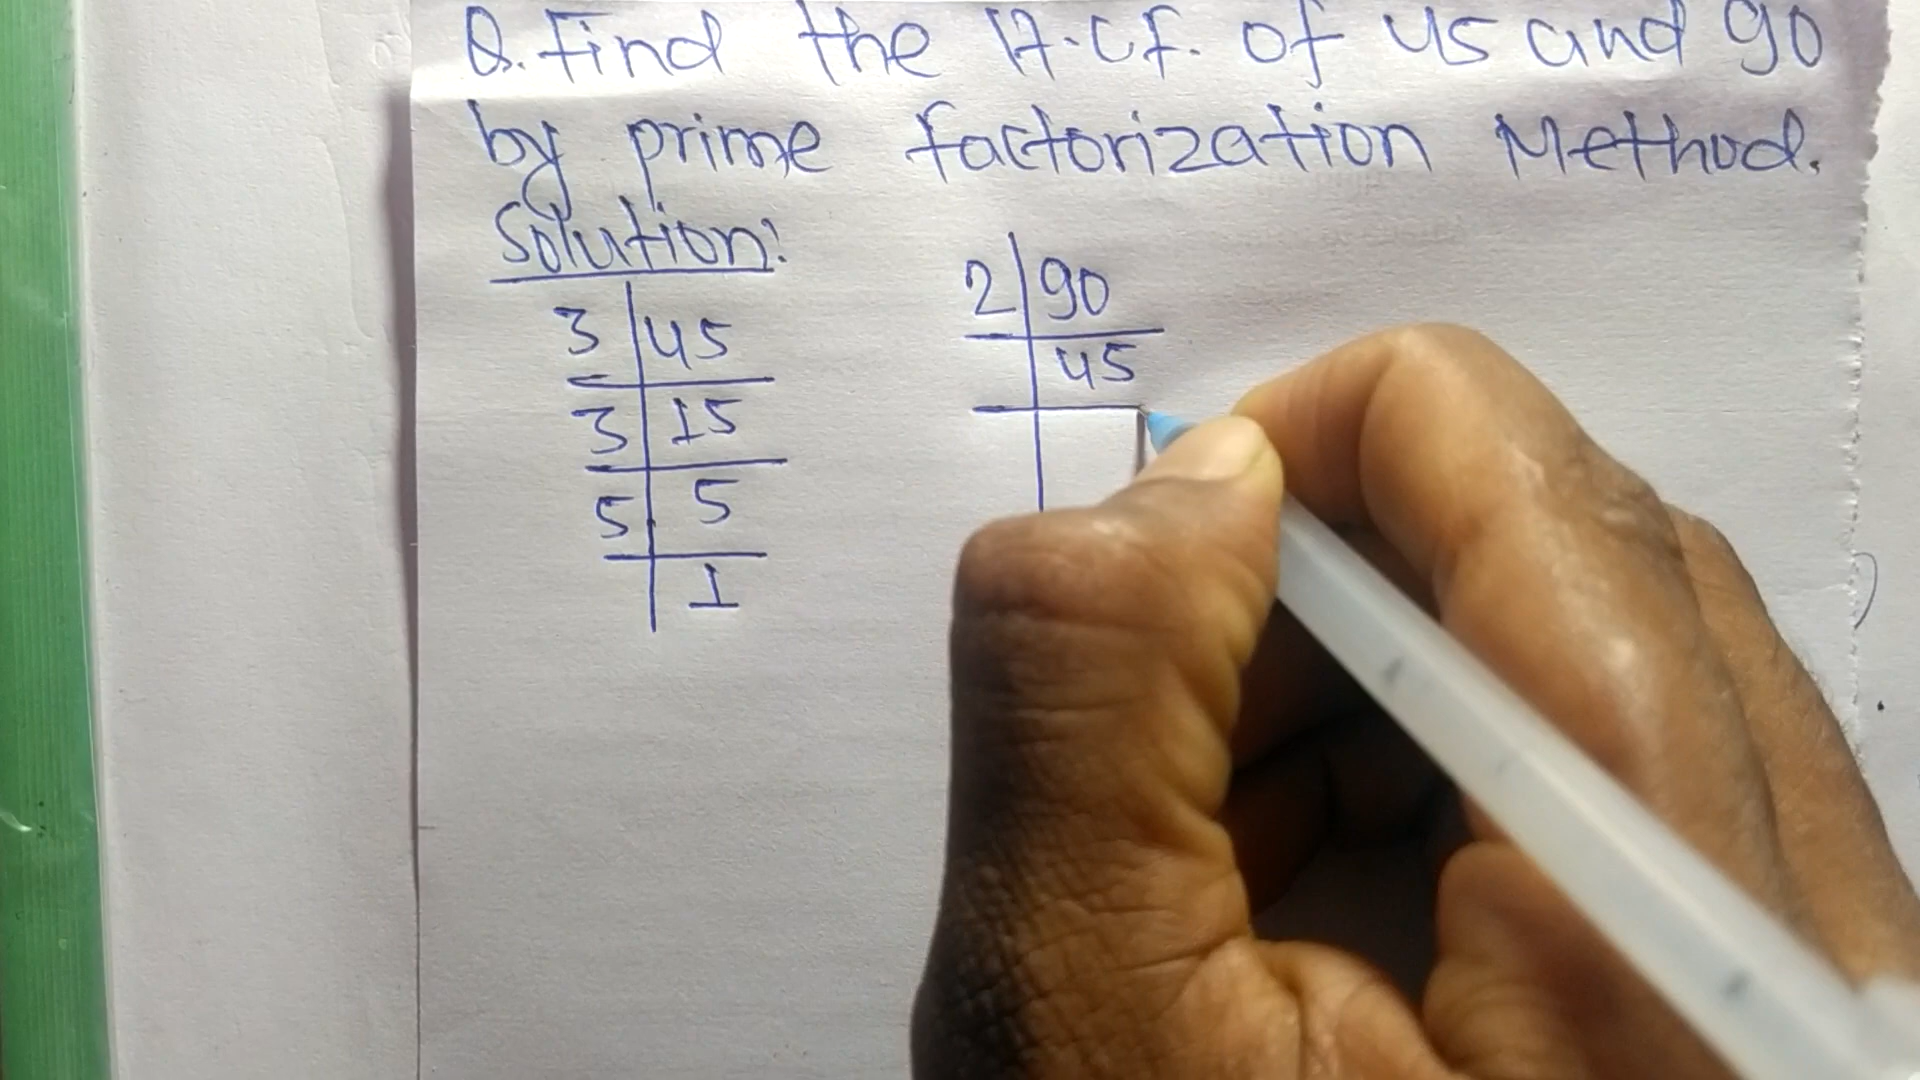 Q. Find the H.C.F. of 45 and 90
by prime factorization Method.
Solution:
3 | 45
3 | 15
5 | 5
1
2 | 90
45